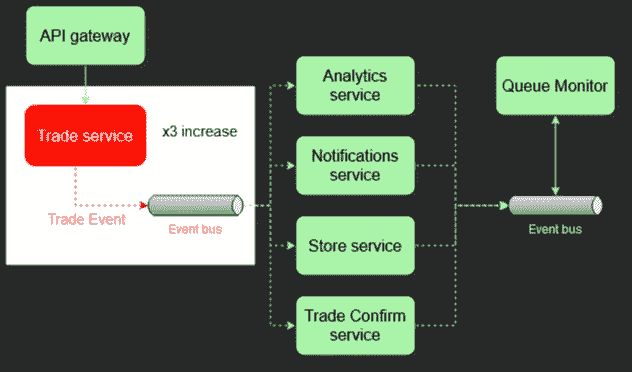 API gateway
Trade service
x3 increase
Trade Event
Event bus
Analytics
service
Notifications
service
Store service
Trade Confirm
service
Queue Monitor
Event bus